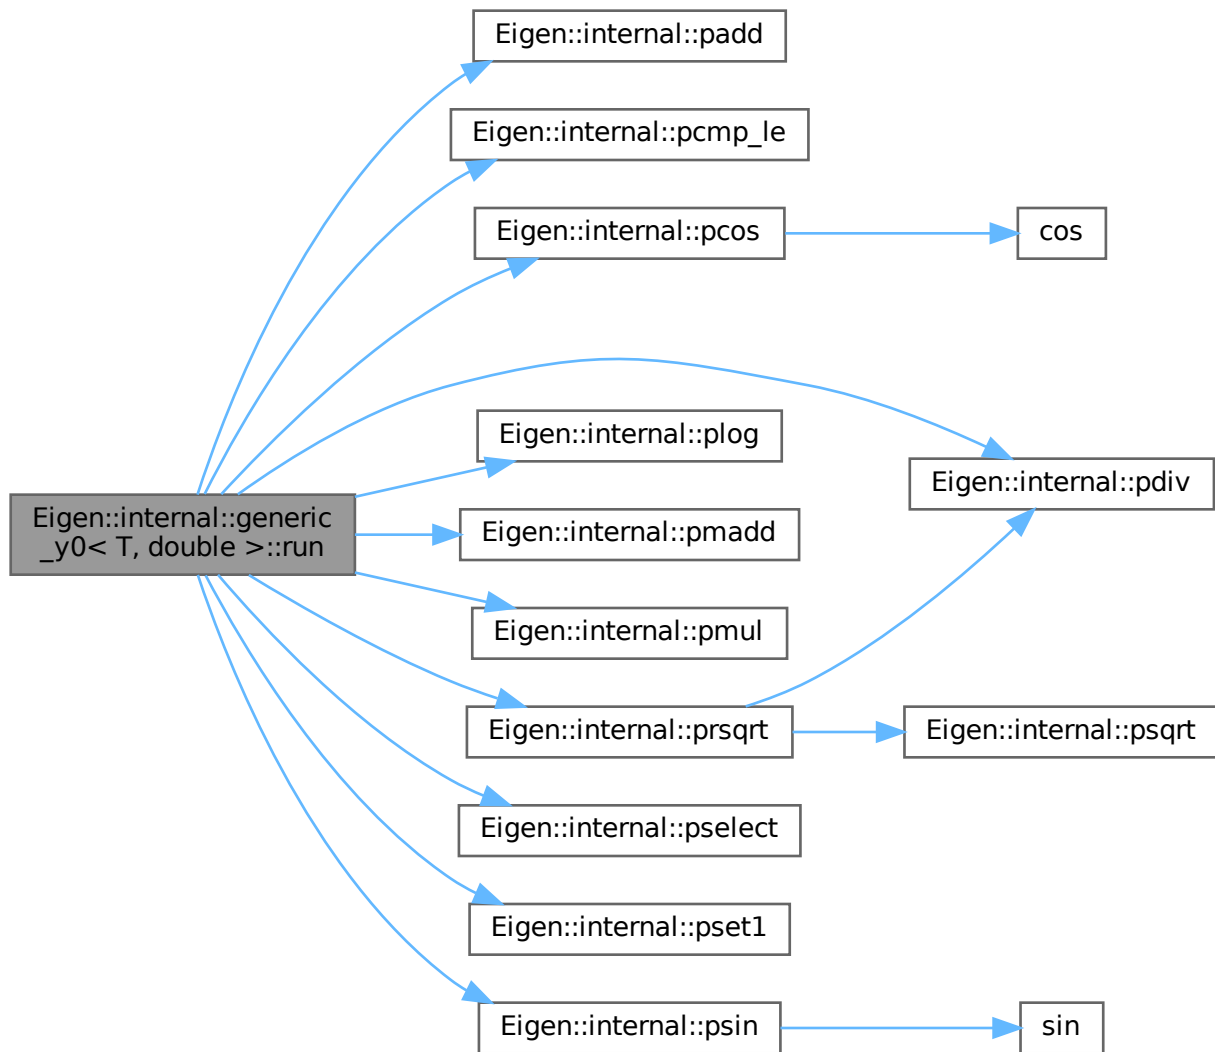 Eigen::internal::padd
Eigen::internal::pcmp_le
Eigen::internal::pcos
cos
Eigen::internal::plog
Eigen::internal::pdiv
Eigen::internal::generic
_y0< T, double >::run
Eigen::internal::pmadd
Eigen::internal::pmul
Eigen::internal::prsqrt
Eigen::internal::psqrt
Eigen::internal::pselect
Eigen::internal::pset1
Eigen::internal::psin
sin